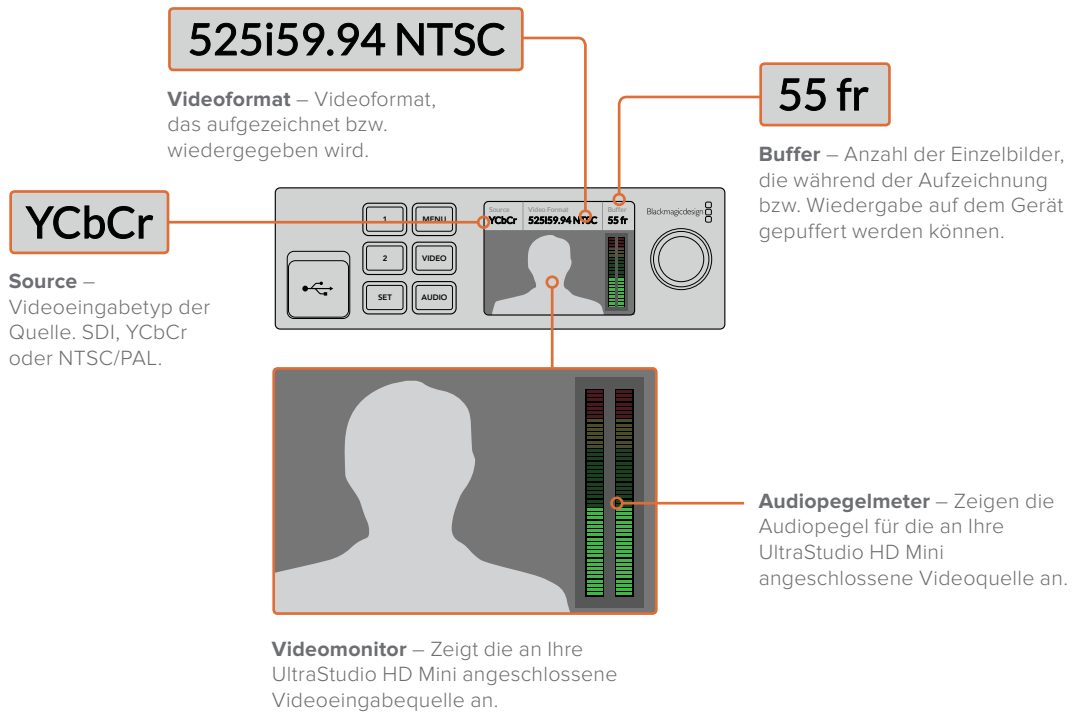 525i59.94 NTSC
Videoformat – Videoformat,
das aufgezeichnet bzw.
wiedergegeben wird.
55 fr
Buffer – Anzahl der Einzelbilder,
die während der Aufzeichnung
bzw. Wiedergabe auf dem Gerät
gepuffert werden können.
YCbCr
Source –
Videoeingabetyp der
Quelle. SDI, YCbCr
oder NTSC/PAL.
1
MENU
2
VIDEO
SET
AUDIO
Source
Video Format
Buffer
YCbCr
525i59.94 NTSC
55 fr
Blackmagicdesign
Audiopegelmeter – Zeigen die
Audiopegel für die an Ihre
UltraStudio HD Mini
angeschlossene Videoquelle an.
Videomonitor – Zeigt die an Ihre
UltraStudio HD Mini angeschlossene
Videoeingabequelle an.